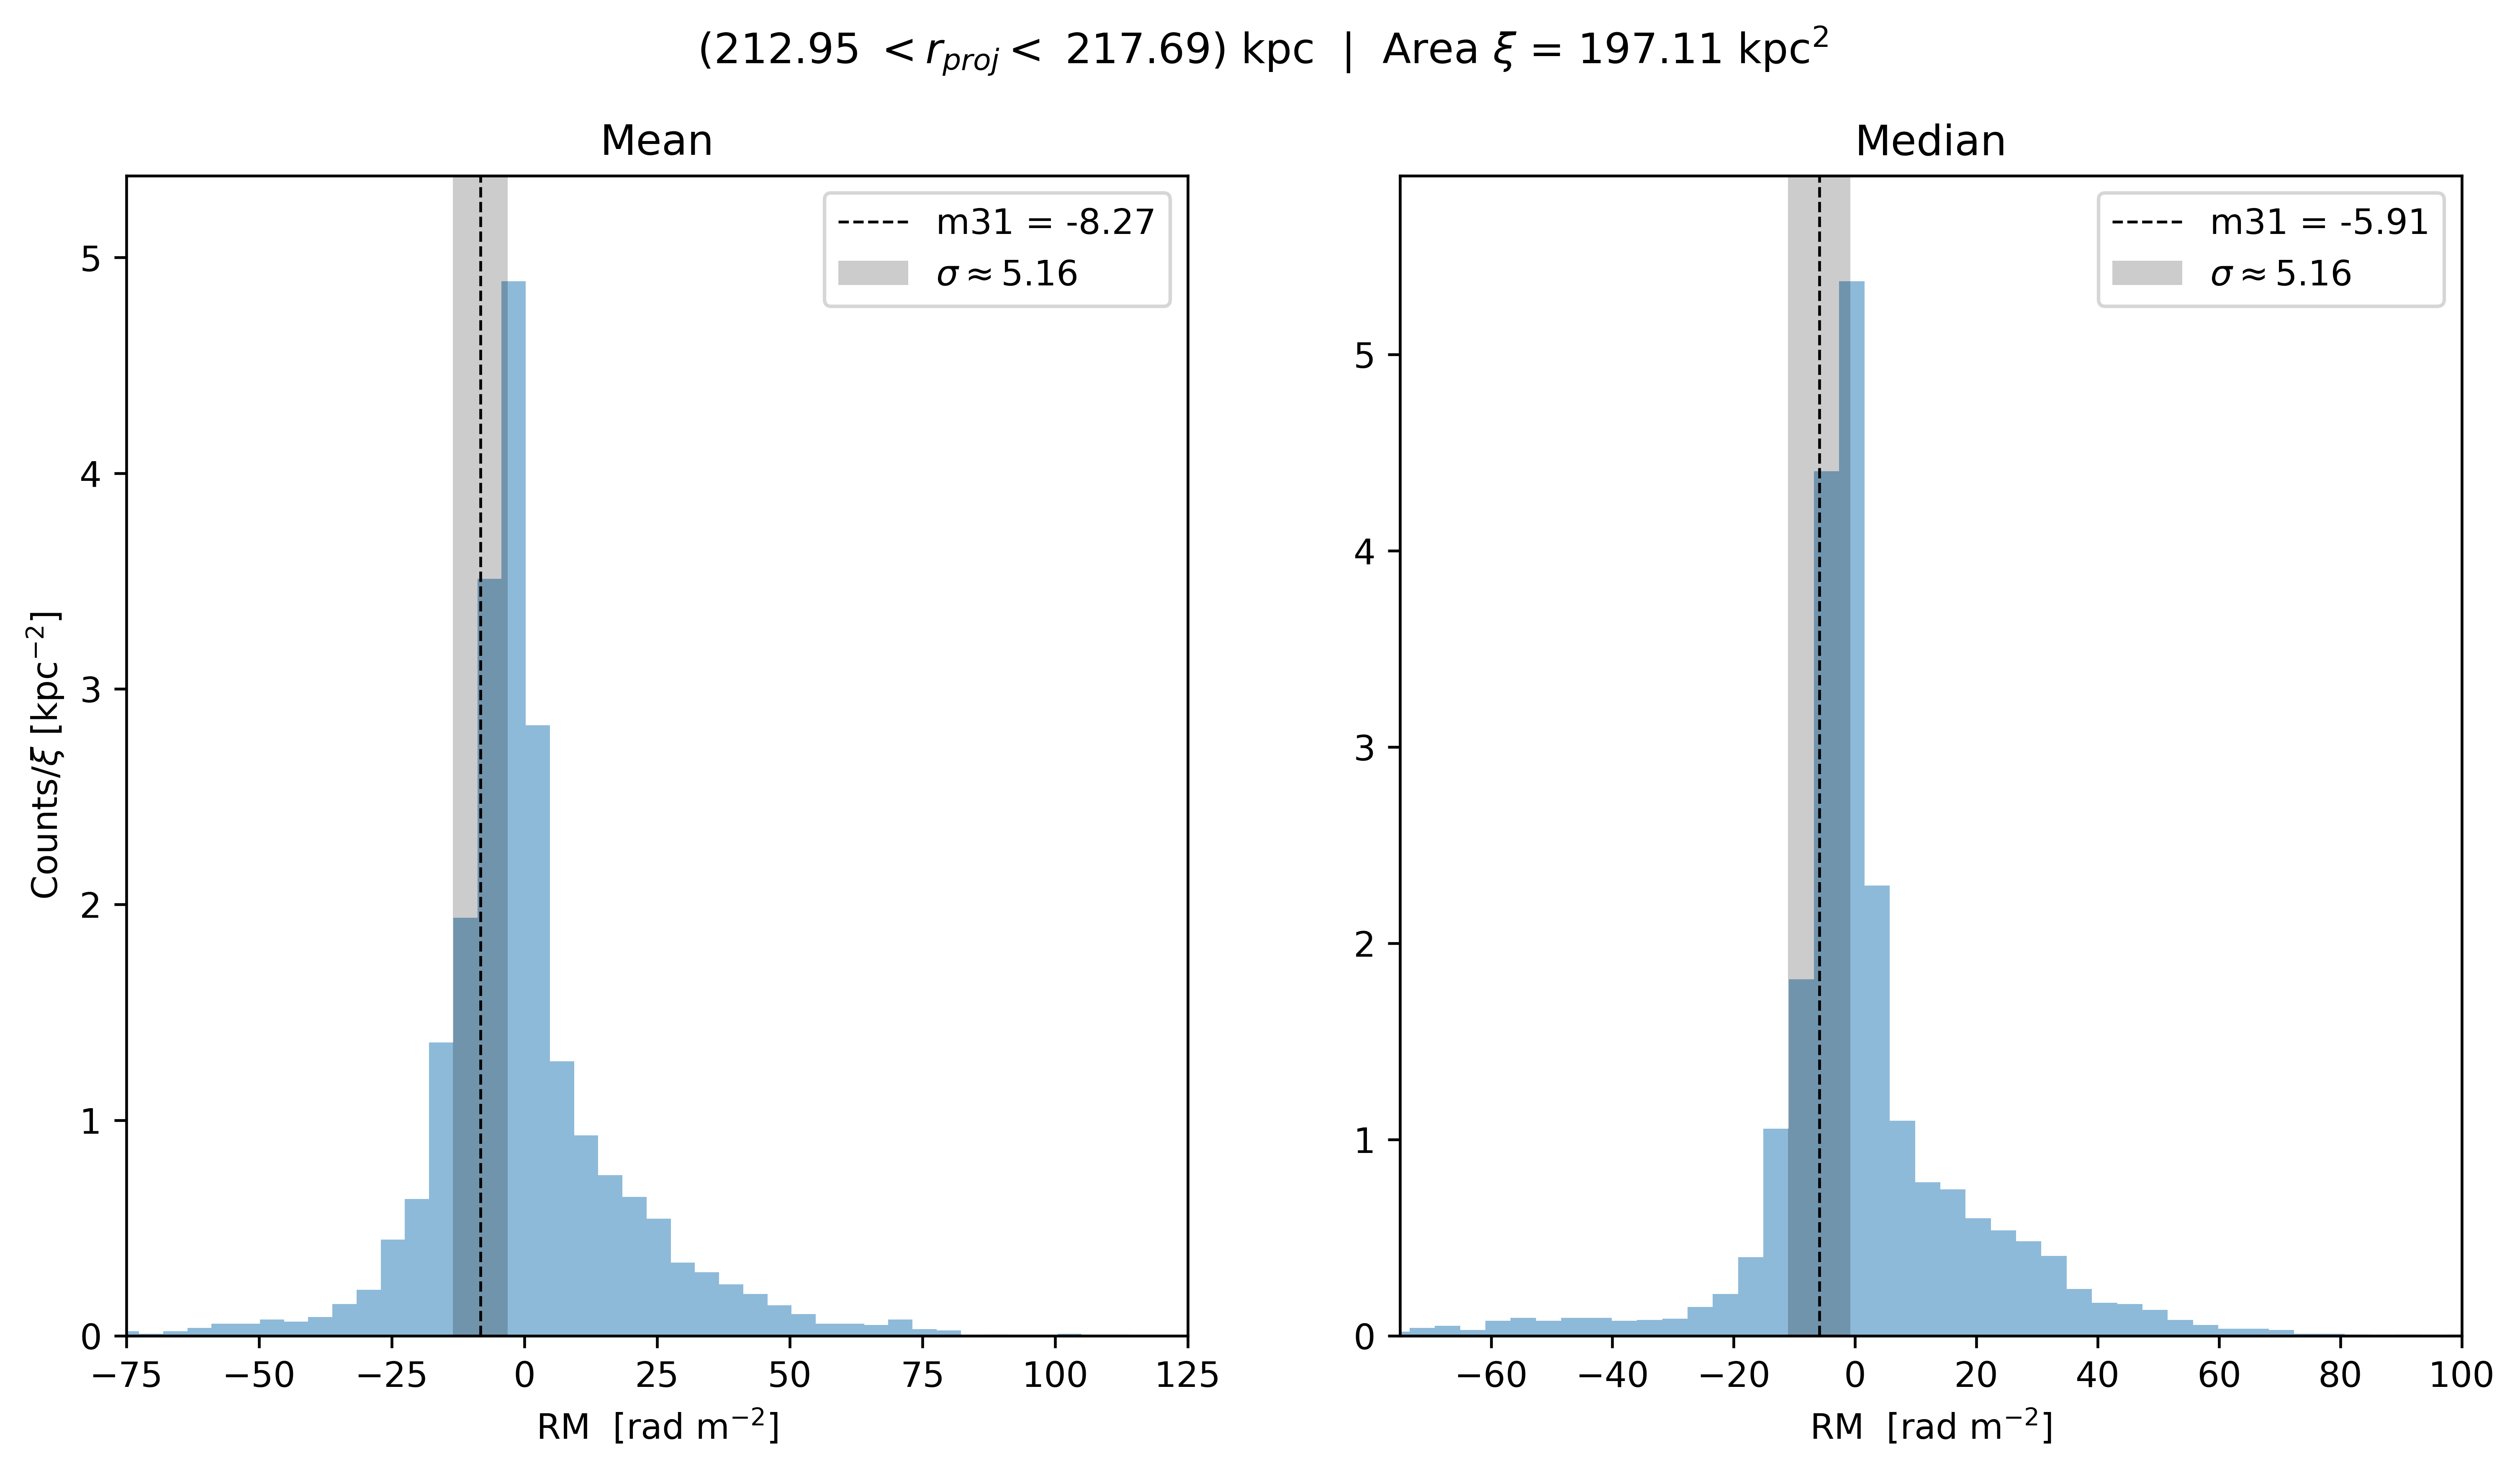 (212.95 < r_proj < 217.69) kpc | Area ξ = 197.11 kpc²
Mean
m31 = -8.27
σ ≈ 5.16
5
4
3
2
1
0
Counts/ξ [kpc⁻²]
−75 −50 −25 0 25 50 75 100 125
RM [rad m⁻²]
Median
m31 = -5.91
σ ≈ 5.16
5
4
3
2
1
0
−60 −40 −20 0 20 40 60 80 100
RM [rad m⁻²]